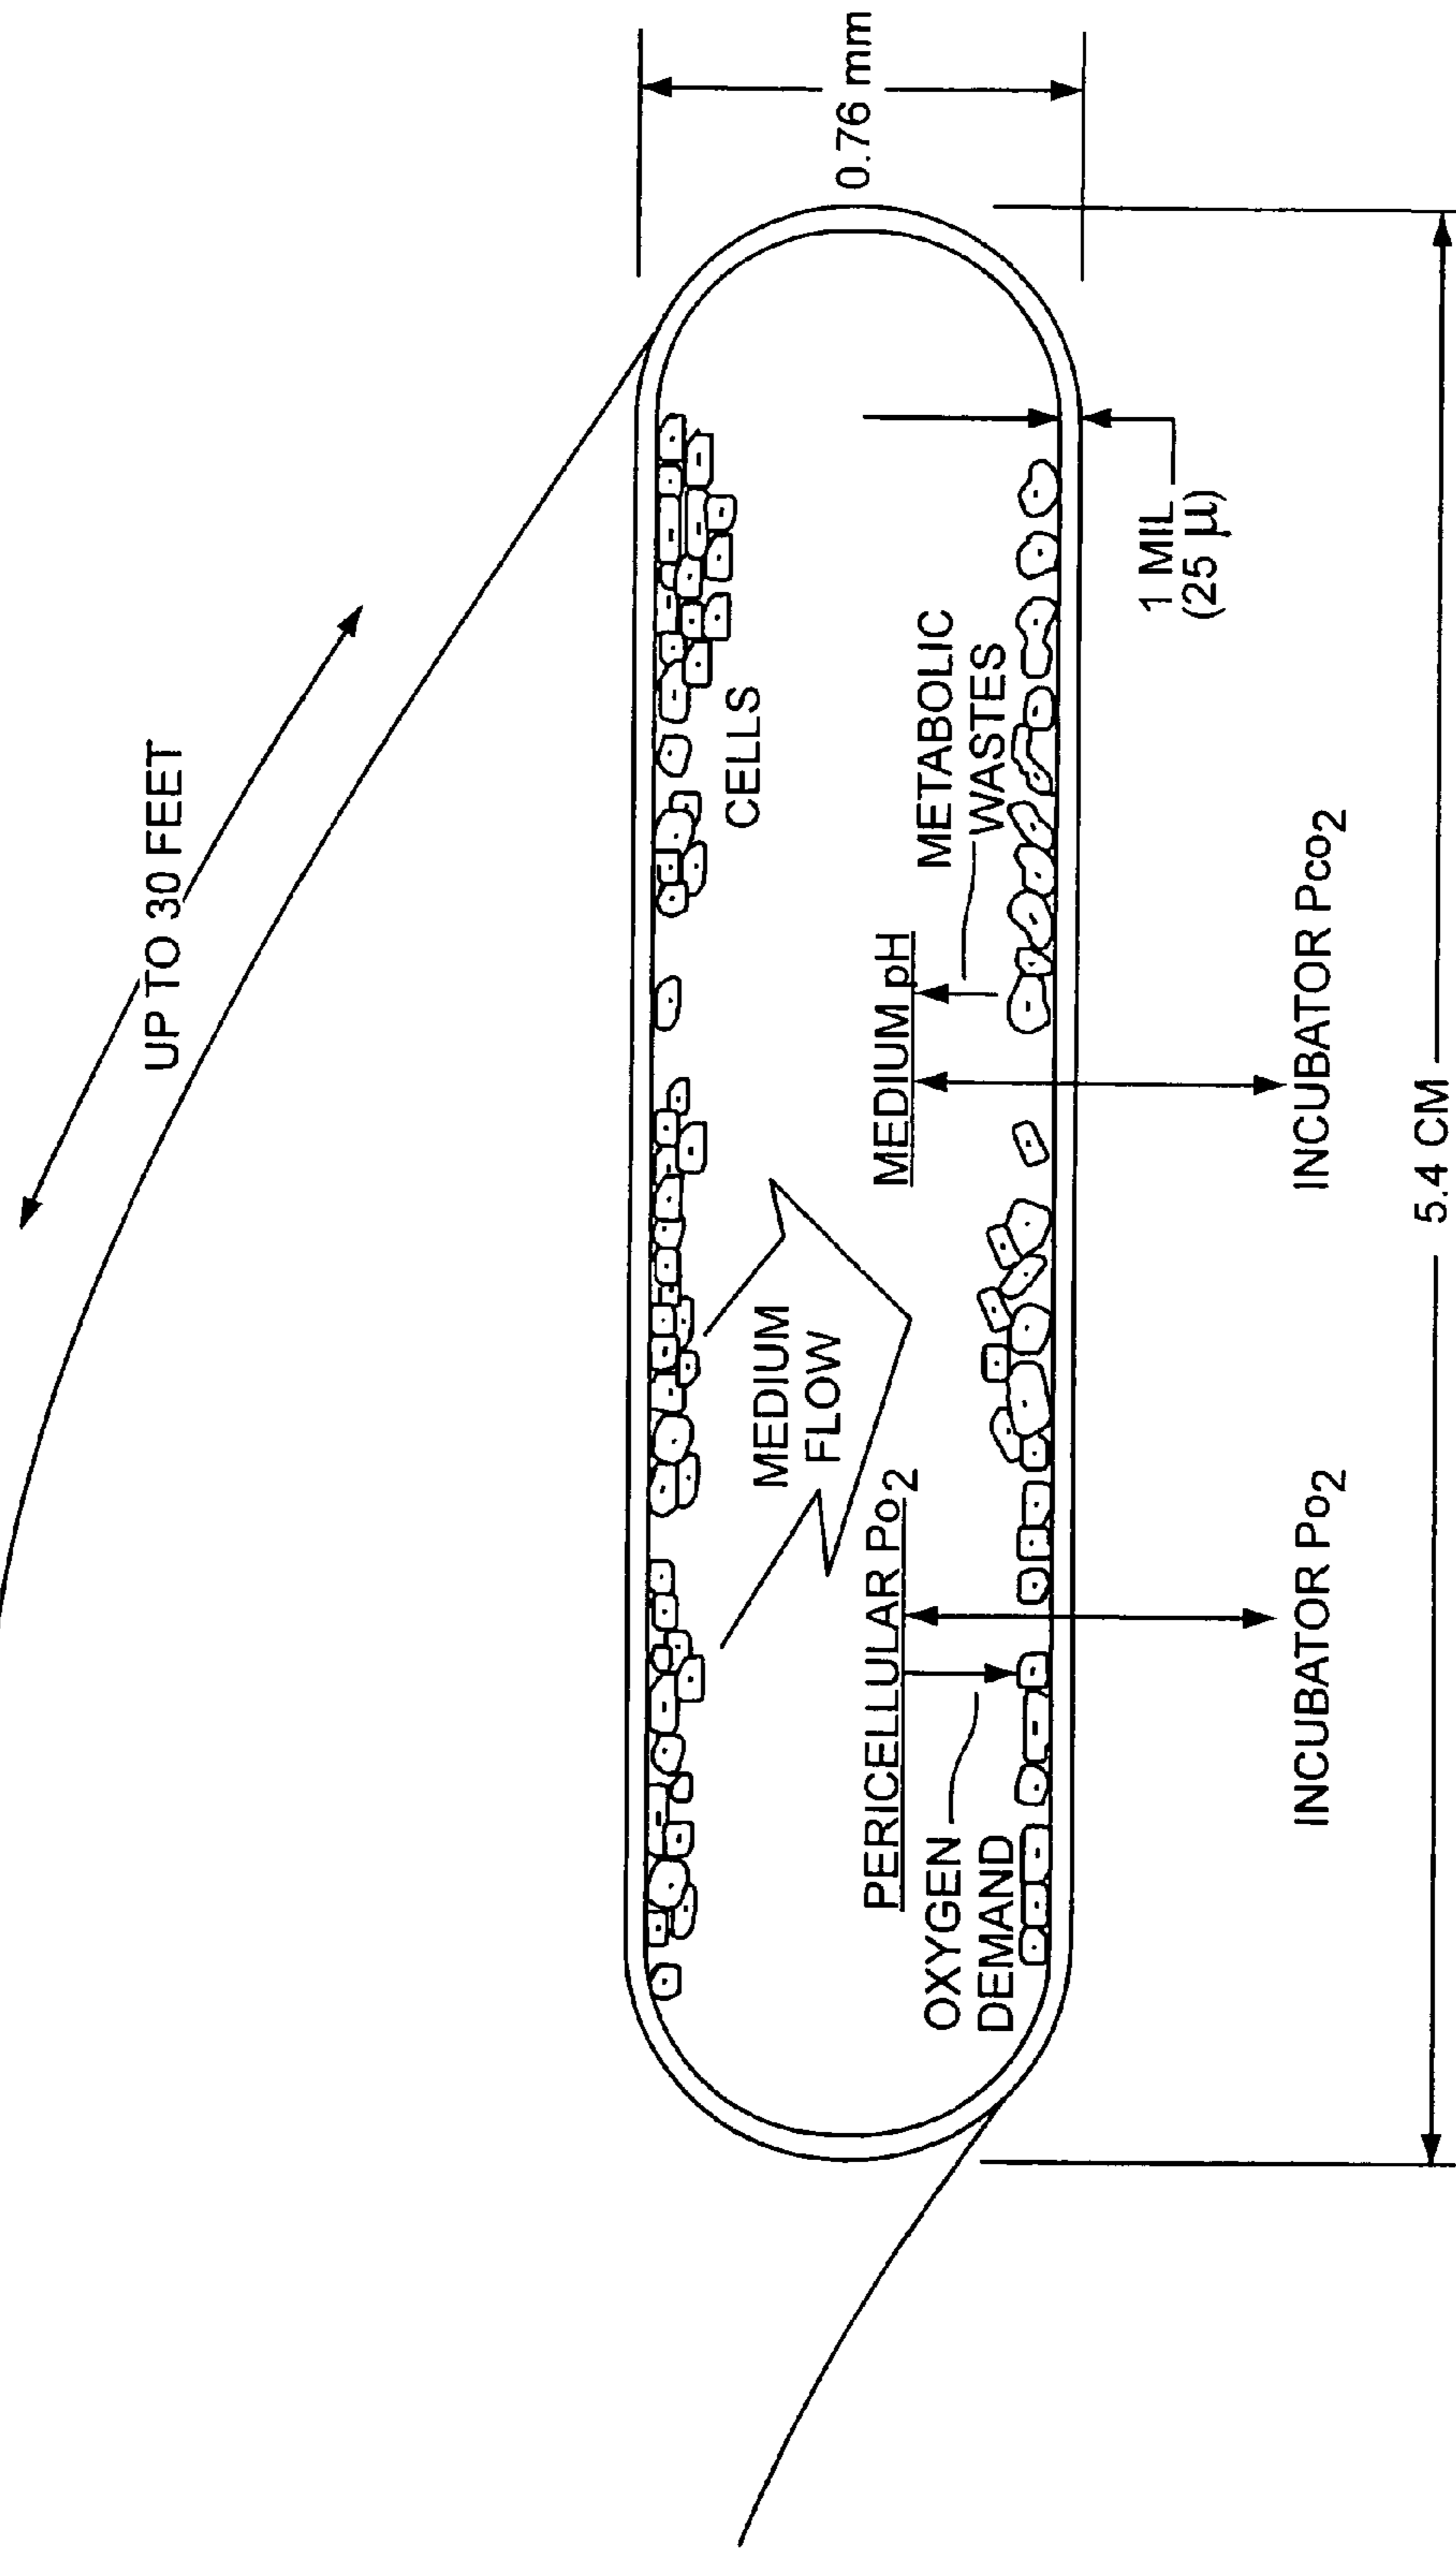 UP TO 30 FEET
0.76 mm
CELLS
MEDIUM
FLOW
PERICELLULAR Po2
MEDIUM pH
OXYGEN
DEMAND
METABOLIC
WASTES
1 MIL
(25 µ)
INCUBATOR Po2
INCUBATOR Pco2
5.4 CM